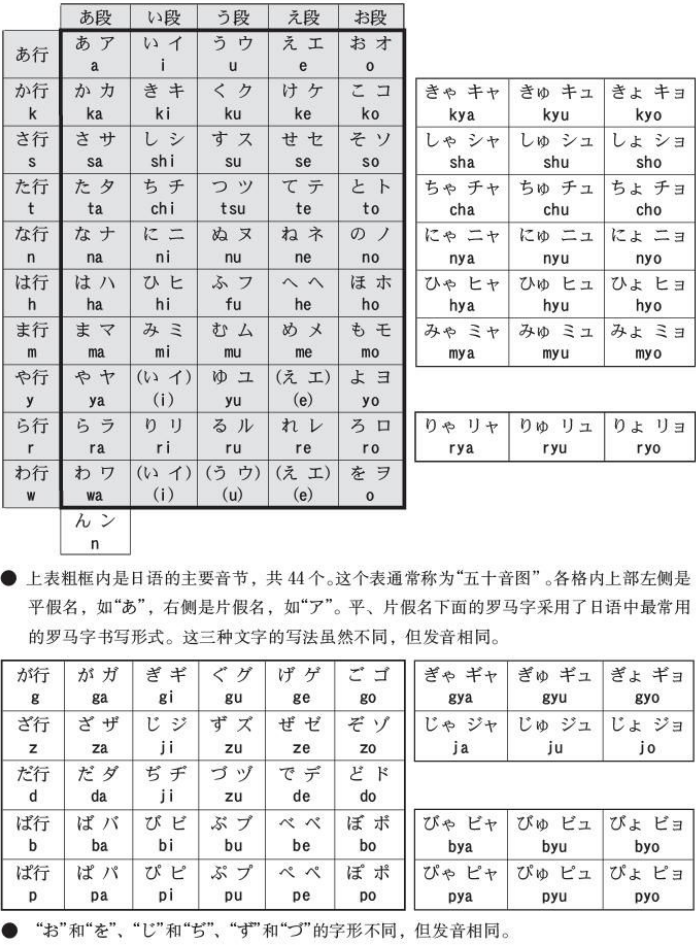 あ段 い段 う段 え段 お段
あ行 あ ア い イ う ウ え エ お オ
a i u e o
か行 か カ き キ く ク け ケ こ コ きゃ キャ きゅ キュ きょ キョ
k ka ki ku ke ko kya kyu kyo
さ行 さ サ し シ す ス せ セ そ ソ しゃ シャ しゅ シュ しょ ショ
s sa shi su se so sha shu sho
た行 た タ ち チ つ ツ て テ と ト ちゃ チャ ちゅ チュ ちょ チョ
t ta chi tsu te to cha chu cho
な行 な ナ に ニ ぬ ヌ ね ネ の ノ にゃ ニャ にゅ ニュ にょ ニョ
n na ni nu ne no nya nyu nyo
は行 は ハ ひ ヒ ふ フ へ ヘ ほ ホ ひゃ ヒャ ひゅ ヒュ ひょ ヒョ
h ha hi fu he ho hya hyu hyo
ま行 ま マ み ミ む ム め メ も モ みゃ ミャ みゅ ミュ みょ ミョ
m ma mi mu me mo mya myu myo
や行 や ヤ (い イ) ゆ ユ (え エ) よ ヨ
y ya (i) yu (e) yo
ら行 ら ラ り リ る ル れ レ ろ ロ りゃ リャ りゅ リュ りょ リョ
r ra ri ru re ro rya ryu ryo
わ行 わ ワ (い イ) (う ウ) (え エ) を ヲ
w wa (i) (u) (e) o
ん ン
n
● 上表粗框内是日语的主要音节，共 44 个。这个表通常称为“五十音图”。各格内上部左侧是
平假名，如“あ”，右侧是片假名，如“ア”。平、片假名下面的罗马字采用了日语中最常用
的罗马字书写形式。这三种文字的写法虽然不同，但发音相同。
が行 が ガ ぎ ギ ぐ グ げ ゲ ご ゴ ぎゃ ギャ ぎゅ ギュ ぎょ ギョ
g ga gi gu ge go gya gyu gyo
ざ行 ざ ザ じ ジ ず ズ ぜ ゼ ぞ ゾ じゃ ジャ じゅ ジュ じょ ジョ
z za ji zu ze zo ja ju jo
だ行 だ ダ ぢ ヂ づ ヅ で デ ど ド
d da ji zu de do
ば行 ば バ び ビ ぶ ブ べ ベ ぼ ボ びゃ ビャ びゅ ビュ びょ ビョ
b ba bi bu be bo bya byu byo
ぱ行 ぱ パ ぴ ピ ぷ プ ぺ ペ ぽ ポ ぴゃ ピャ ぴゅ ピュ ぴょ ピョ
p pa pi pu pe po pya pyu pyo
● “お”和“を”、“じ”和“ぢ”、“ず”和“づ”的字形不同，但发音相同。